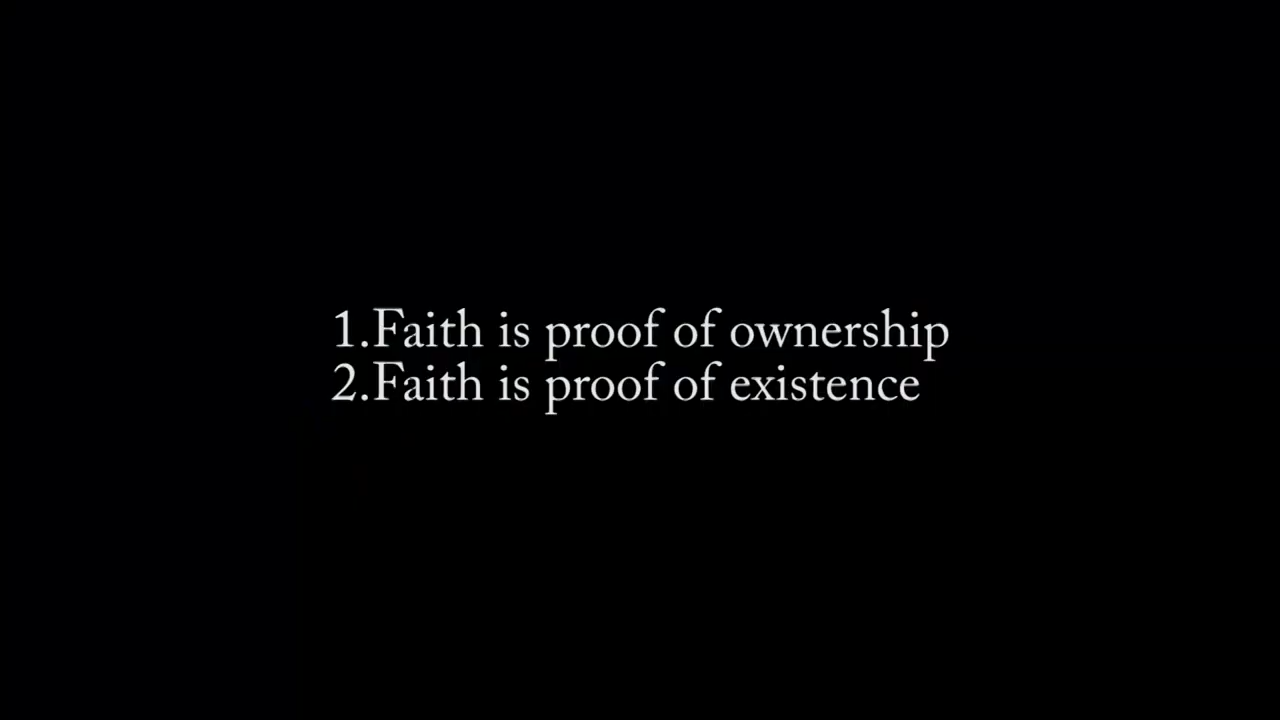 1.Faith is proof of ownership
2.Faith is proof of existence